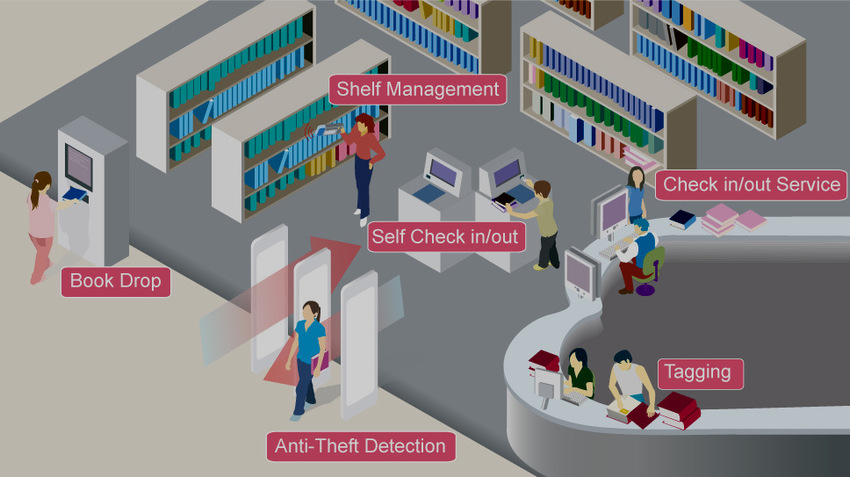 Shelf Management
Check in/out Service
Self Check in/out
Book Drop
Tagging
Anti-Theft Detection